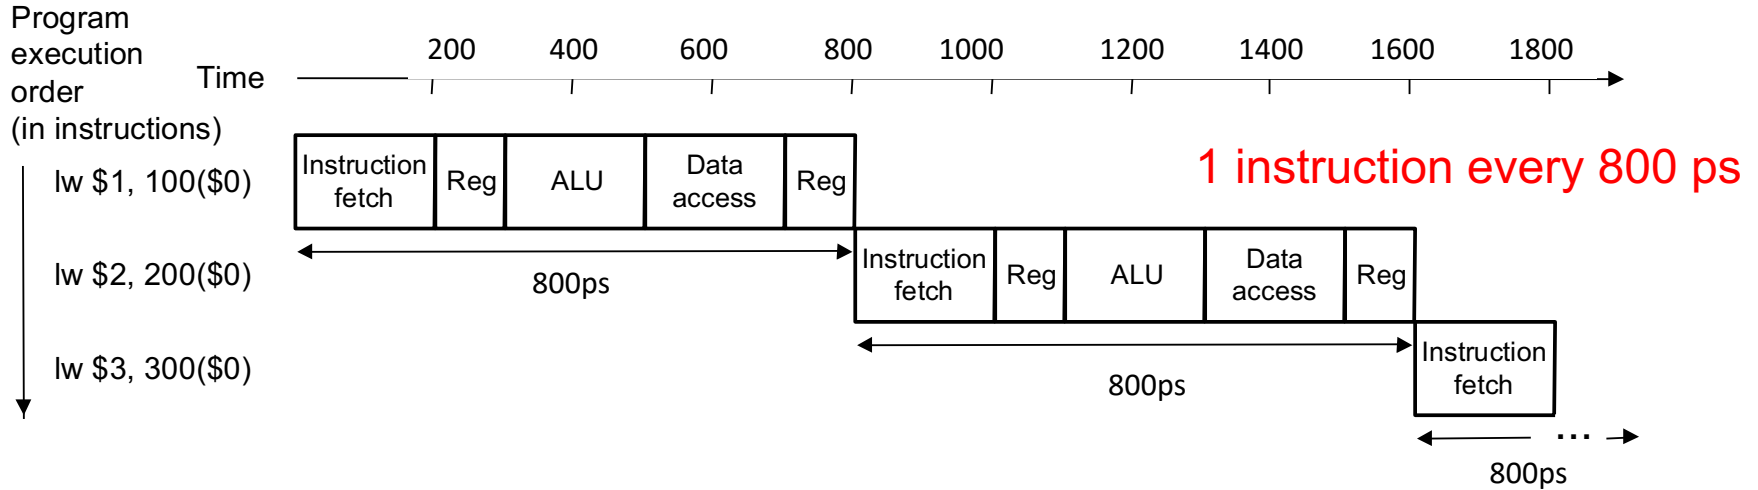 Program
execution
order
(in instructions)
Time
200 400 600 800 1000 1200 1400 1600 1800
lw $1, 100($0)
Instruction
fetch
Reg
ALU
Data
access
Reg
1 instruction every 800 ps
lw $2, 200($0)
800ps
Instruction
fetch
Reg
ALU
Data
access
Reg
lw $3, 300($0)
800ps
Instruction
fetch
...
800ps